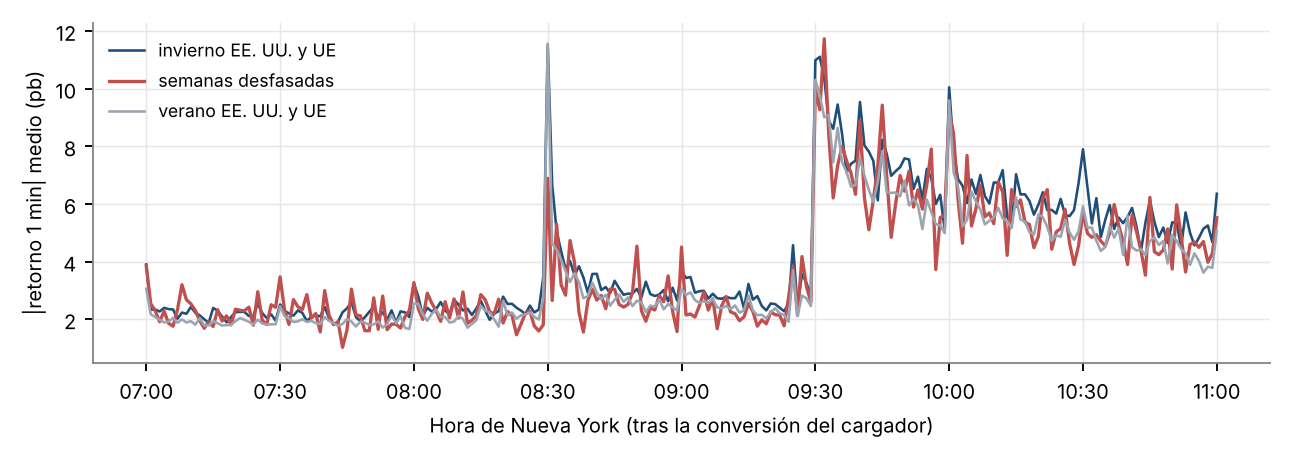 12
10
8
6
4
2
|retorno 1 min| medio (pb)
invierno EE. UU. y UE
semanas desfasadas
verano EE. UU. y UE
07:00 07:30 08:00 08:30 09:00 09:30 10:00 10:30 11:00
Hora de Nueva York (tras la conversión del cargador)